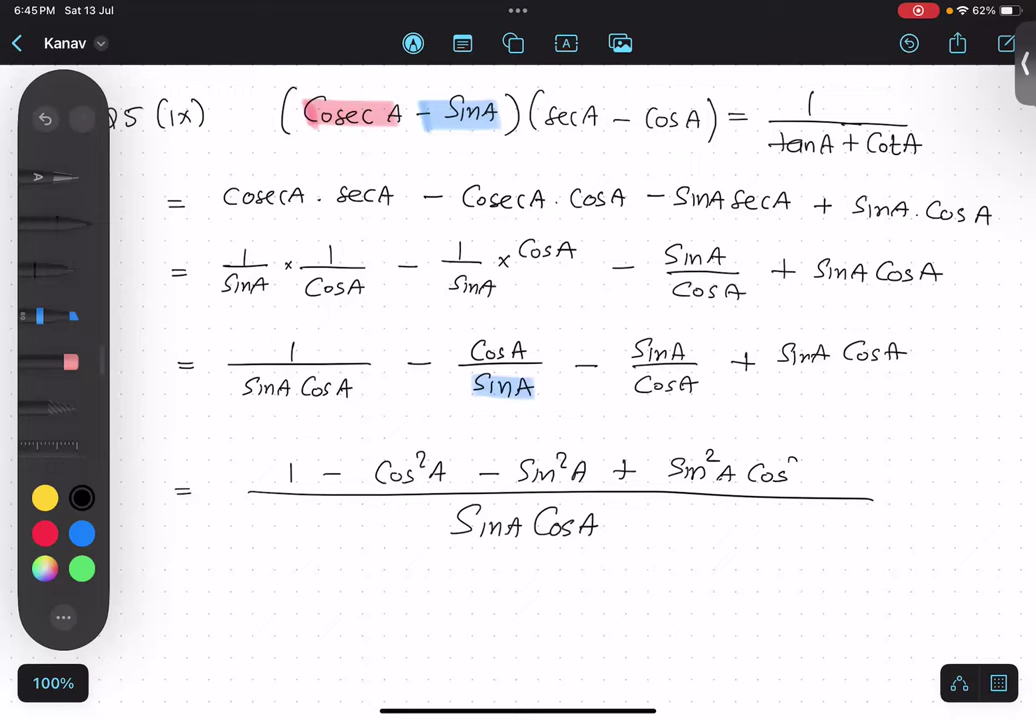 6:45 PM Sat 13 Jul 62%
Kanav
Q5 (ix) (Cosec A - SinA)(SecA - CosA) = 1/(tanA + CotA)
= CosecA . SecA - CosecA . CosA - SinA SecA + SinA . CosA
= 1/SinA × 1/CosA - 1/SinA × CosA - SinA/CosA + SinA CosA
= 1/(SinA CosA) - CosA/SinA - SinA/CosA + SinA CosA
= (1 - Cos²A - Sin²A + Sin²A Cos)/(SinA CosA)
100%